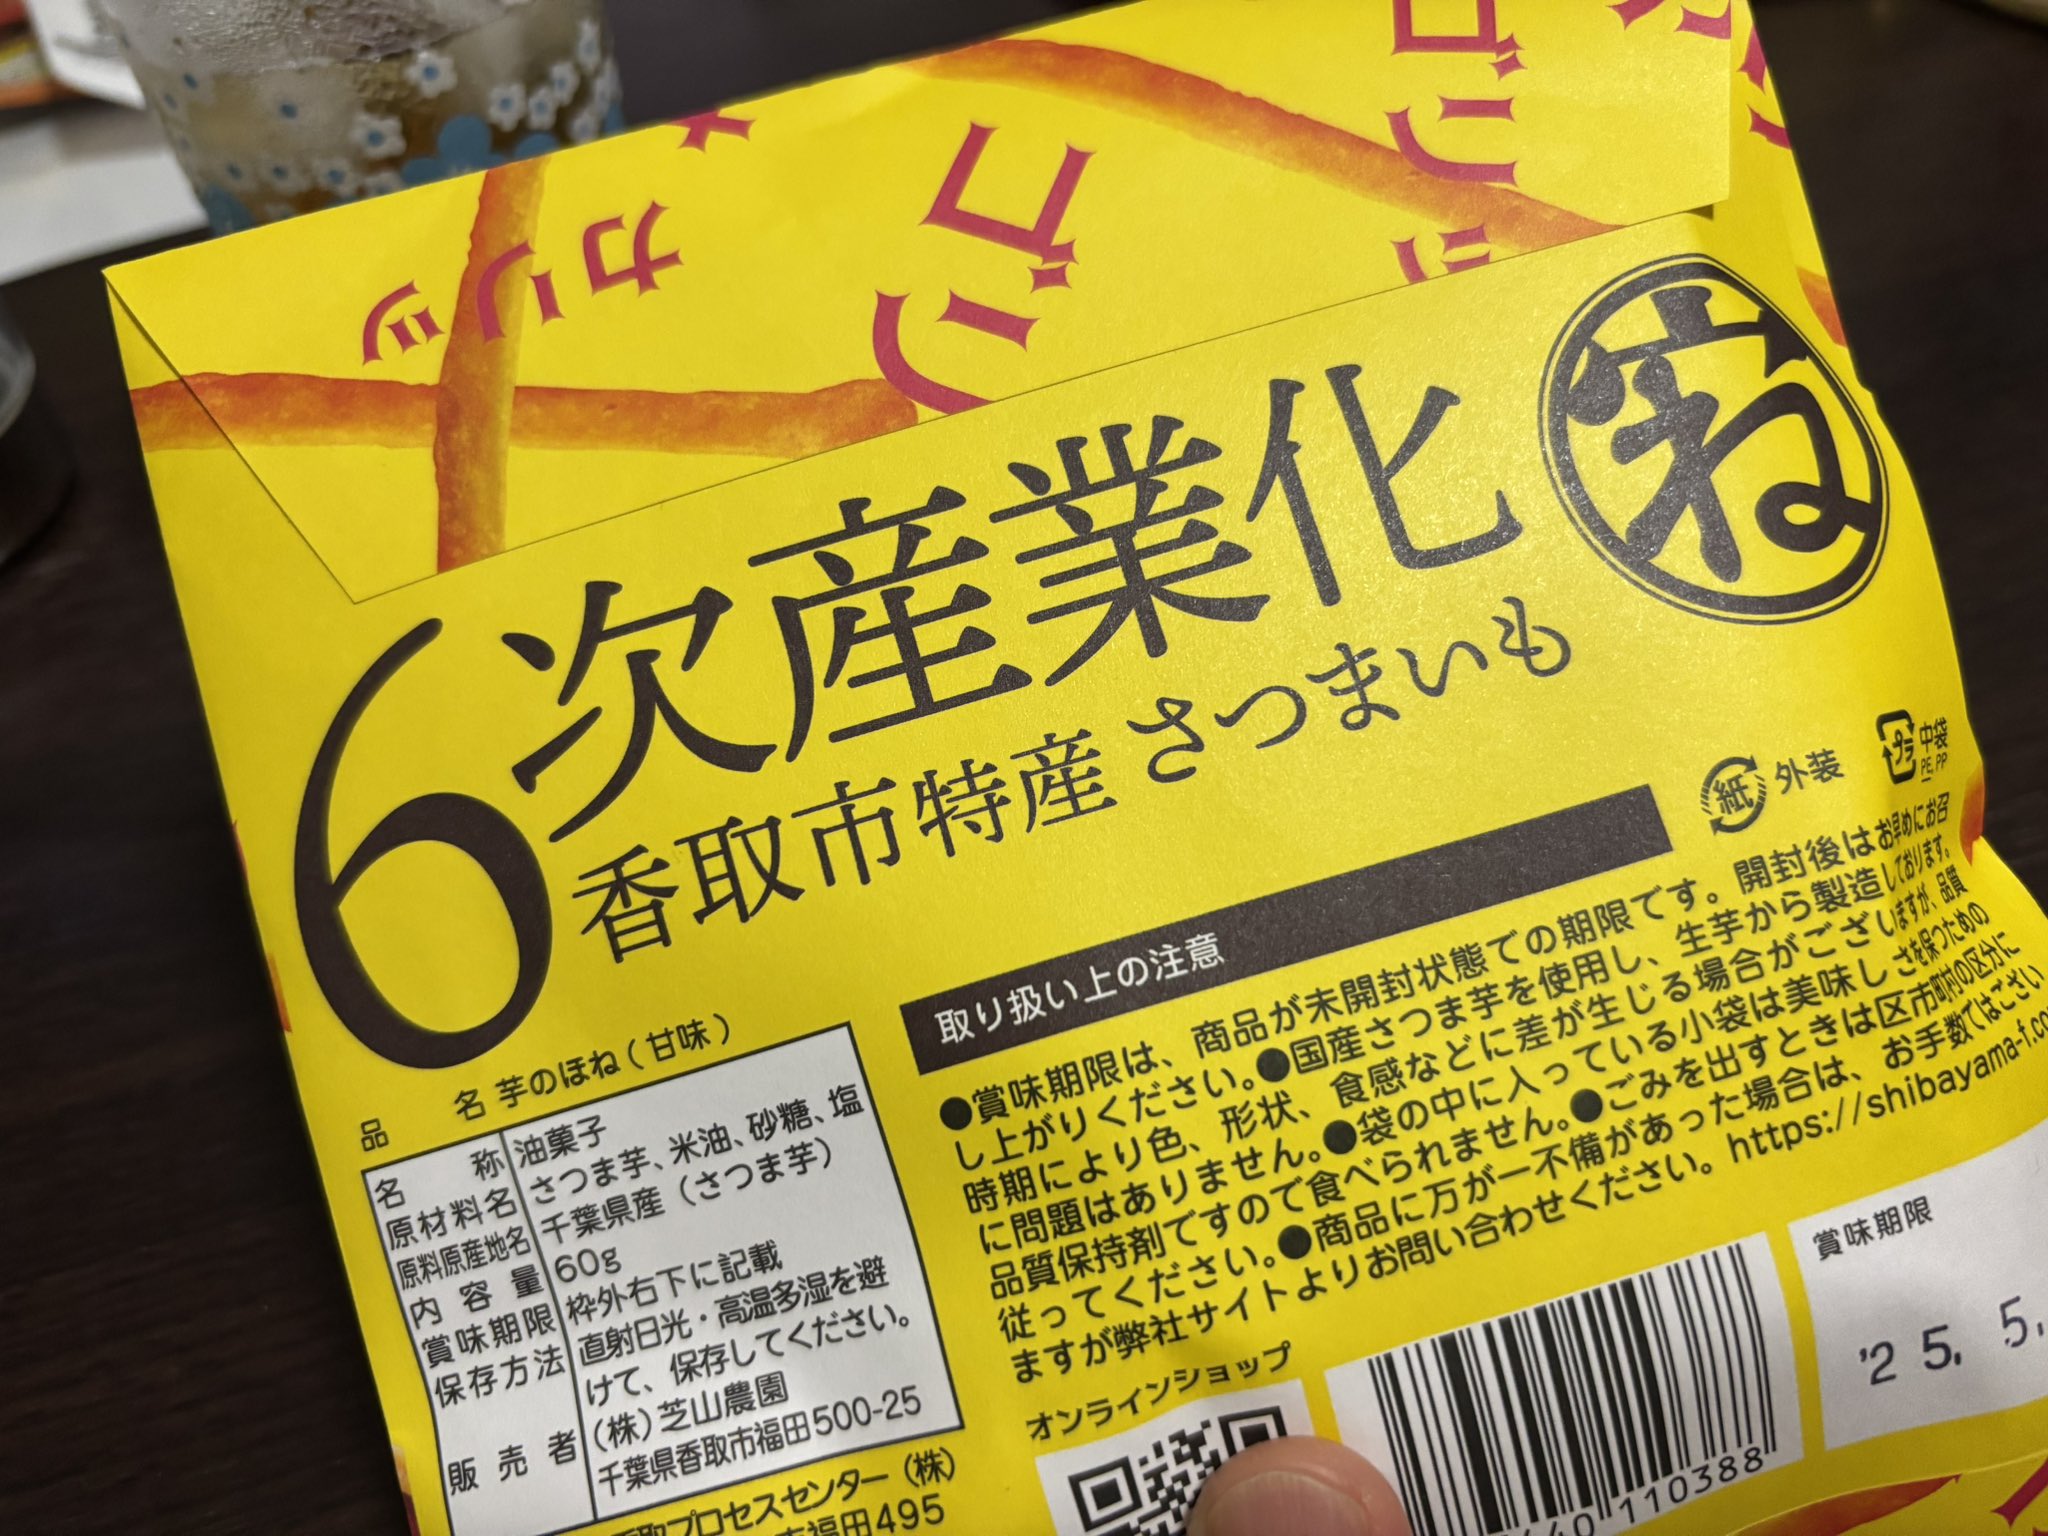 カリッ
ゴリッ
ゴリッ
6次産業化
ね
香取市特産 さつまいも
紙 外装
プラ 中袋 PE, PP
取り扱い上の注意
●賞味期限は、商品が未開封状態での期限です。開封後はお早めにお召
し上がりください。●国産さつま芋を使用し、生芋から製造しております。
時期により色、形状、食感などに差が生じる場合がございますが、品質
に問題はありません。●袋の中に入っている小袋は美味しさを保つための
品質保持剤ですので食べられません。●ごみを出すときは区市町村の区分に
従ってください。●商品に万が一不備があった場合は、お手数ではござい
ますが弊社サイトよりお問い合わせください。https://shibayama-f.co
品名 芋のほね（甘味）
名称 油菓子
原材料名 さつま芋、米油、砂糖、塩
原料原産地名 千葉県産（さつま芋）
内容量 60g
賞味期限 枠外右下に記載
保存方法 直射日光・高温多湿を避
けて、保存してください。
販売者 （株）芝山農園
千葉県香取市福田500-25
取プロセスセンター（株）
市福田495
オンラインショップ
110388
賞味期限
'25. 5.